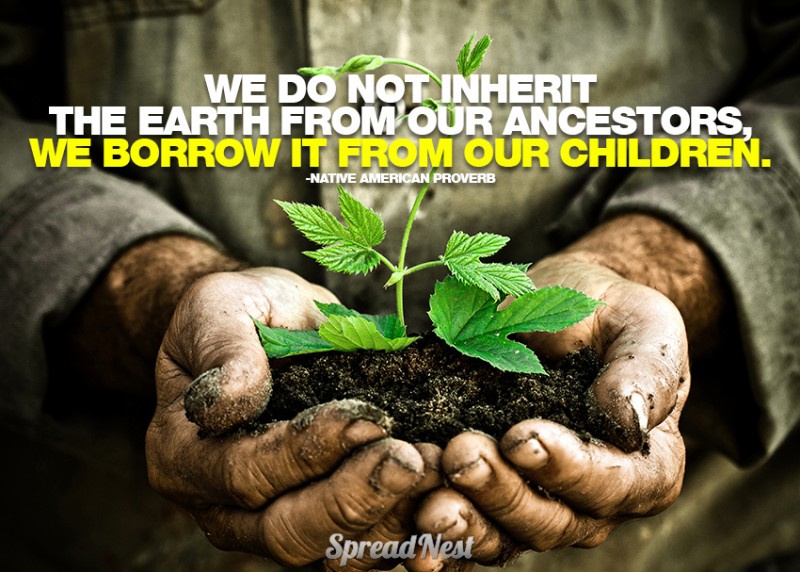 WE DO NOT INHERIT
THE EARTH FROM OUR ANCESTORS,
WE BORROW IT FROM OUR CHILDREN.
-NATIVE AMERICAN PROVERB
SpreadNest